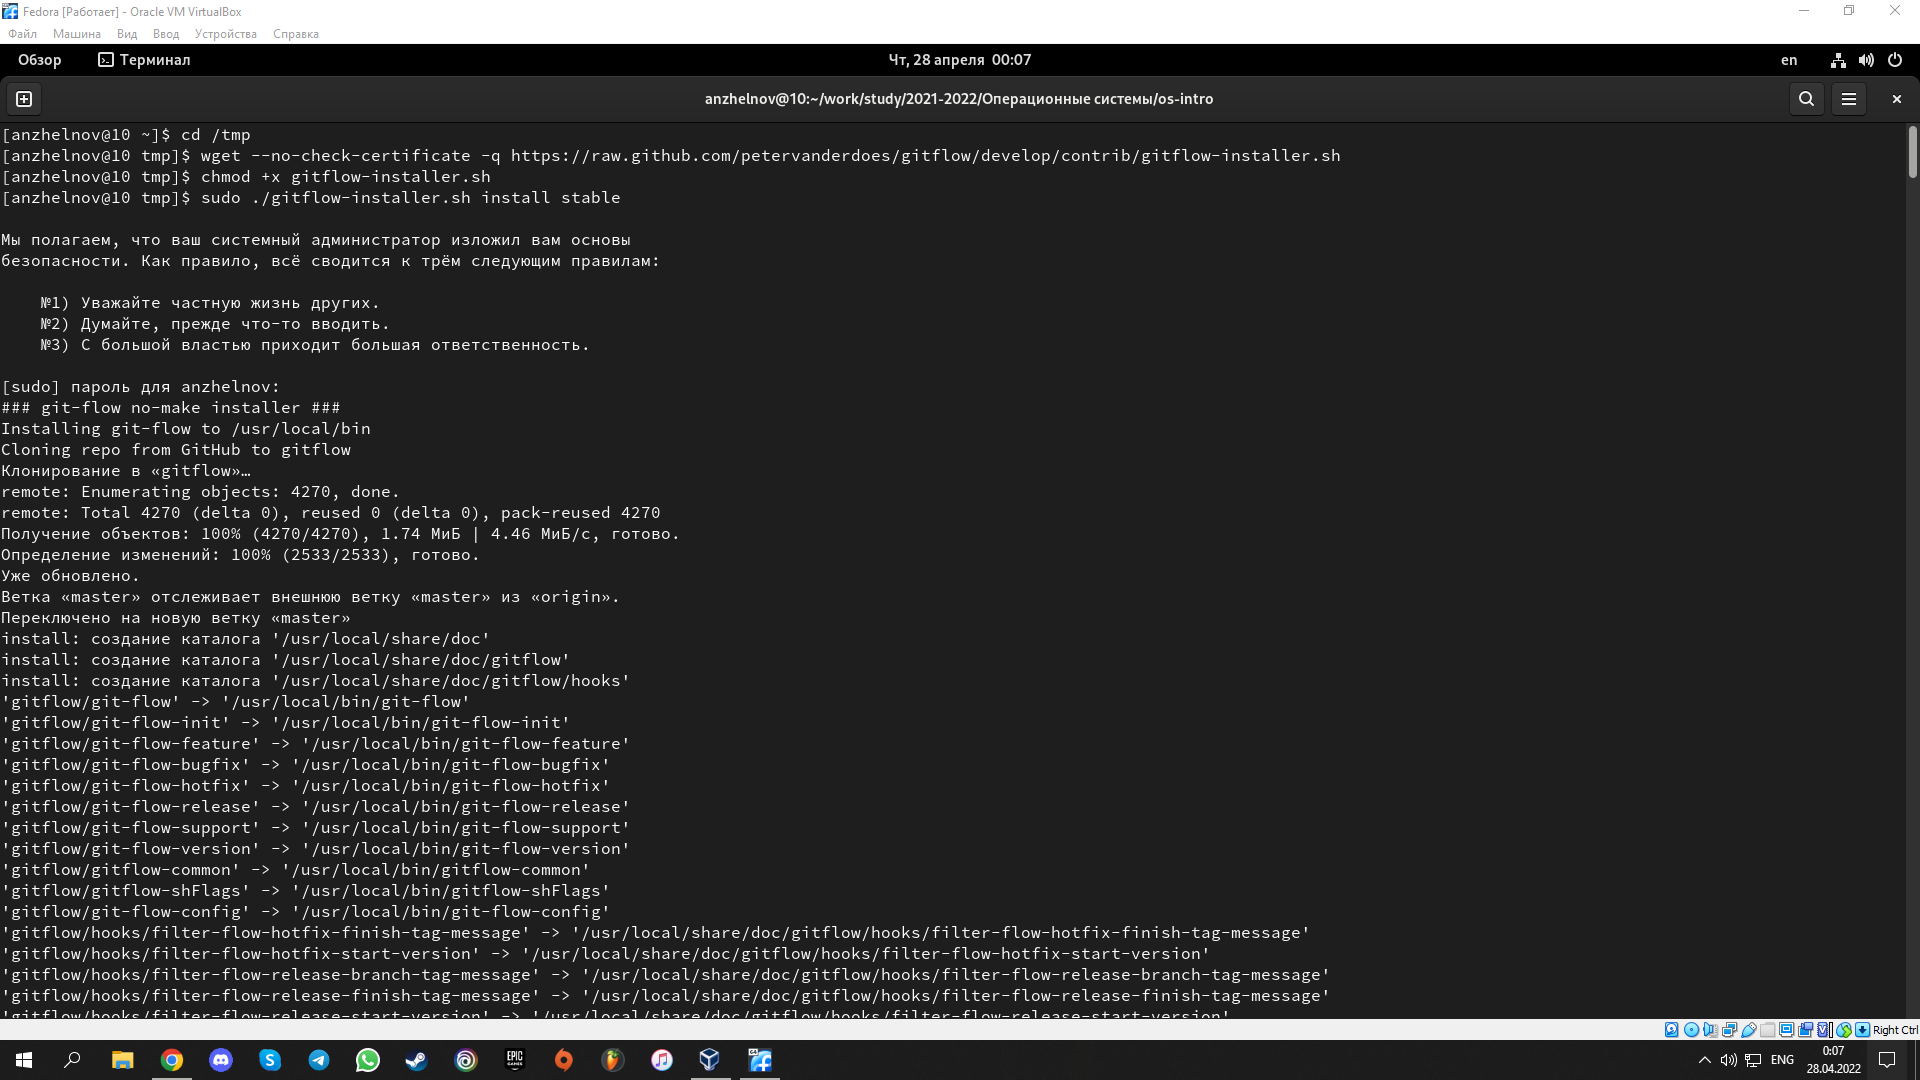 Fedora [Работает] - Oracle VM VirtualBox
Файл Машина Вид Ввод Устройства Справка
Обзор Терминал Чт, 28 апреля 00:07 en
anzhelnov@10:~/work/study/2021-2022/Операционные системы/os-intro
[anzhelnov@10 ~]$ cd /tmp
[anzhelnov@10 tmp]$ wget --no-check-certificate -q https://raw.github.com/petervanderdoes/gitflow/develop/contrib/gitflow-installer.sh
[anzhelnov@10 tmp]$ chmod +x gitflow-installer.sh
[anzhelnov@10 tmp]$ sudo ./gitflow-installer.sh install stable
Мы полагаем, что ваш системный администратор изложил вам основы
безопасности. Как правило, всё сводится к трём следующим правилам:
№1) Уважайте частную жизнь других.
№2) Думайте, прежде что-то вводить.
№3) С большой властью приходит большая ответственность.
[sudo] пароль для anzhelnov:
### git-flow no-make installer ###
Installing git-flow to /usr/local/bin
Cloning repo from GitHub to gitflow
Клонирование в «gitflow»…
remote: Enumerating objects: 4270, done.
remote: Total 4270 (delta 0), reused 0 (delta 0), pack-reused 4270
Получение объектов: 100% (4270/4270), 1.74 МиБ | 4.46 МиБ/с, готово.
Определение изменений: 100% (2533/2533), готово.
Уже обновлено.
Ветка «master» отслеживает внешнюю ветку «master» из «origin».
Переключено на новую ветку «master»
install: создание каталога '/usr/local/share/doc'
install: создание каталога '/usr/local/share/doc/gitflow'
install: создание каталога '/usr/local/share/doc/gitflow/hooks'
'gitflow/git-flow' -> '/usr/local/bin/git-flow'
'gitflow/git-flow-init' -> '/usr/local/bin/git-flow-init'
'gitflow/git-flow-feature' -> '/usr/local/bin/git-flow-feature'
'gitflow/git-flow-bugfix' -> '/usr/local/bin/git-flow-bugfix'
'gitflow/git-flow-hotfix' -> '/usr/local/bin/git-flow-hotfix'
'gitflow/git-flow-release' -> '/usr/local/bin/git-flow-release'
'gitflow/git-flow-support' -> '/usr/local/bin/git-flow-support'
'gitflow/git-flow-version' -> '/usr/local/bin/git-flow-version'
'gitflow/gitflow-common' -> '/usr/local/bin/gitflow-common'
'gitflow/gitflow-shFlags' -> '/usr/local/bin/gitflow-shFlags'
'gitflow/git-flow-config' -> '/usr/local/bin/git-flow-config'
'gitflow/hooks/filter-flow-hotfix-finish-tag-message' -> '/usr/local/share/doc/gitflow/hooks/filter-flow-hotfix-finish-tag-message'
'gitflow/hooks/filter-flow-hotfix-start-version' -> '/usr/local/share/doc/gitflow/hooks/filter-flow-hotfix-start-version'
'gitflow/hooks/filter-flow-release-branch-tag-message' -> '/usr/local/share/doc/gitflow/hooks/filter-flow-release-branch-tag-message'
'gitflow/hooks/filter-flow-release-finish-tag-message' -> '/usr/local/share/doc/gitflow/hooks/filter-flow-release-finish-tag-message'
'gitflow/hooks/filter-flow-release-start-version' -> '/usr/local/share/doc/gitflow/hooks/filter-flow-release-start-version'
Right Ctrl
EPIC GAMES
ENG 0:07
28.04.2022